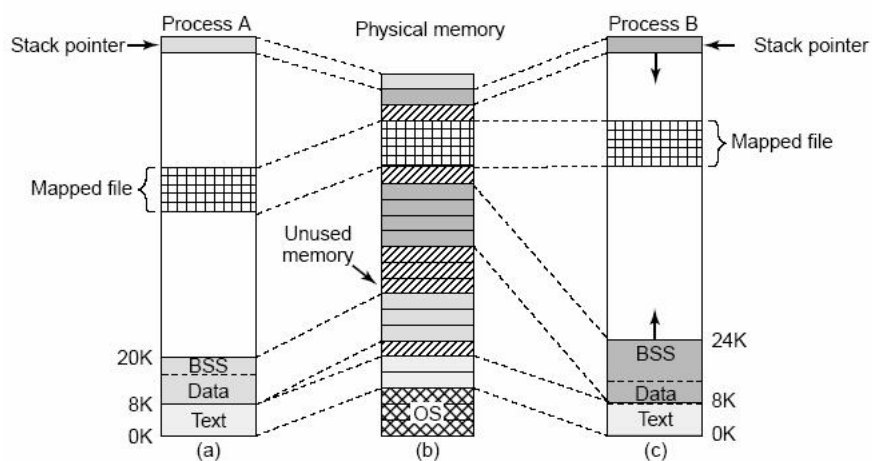 Process A
Physical memory
Process B
Stack pointer
Stack pointer
Mapped file
Mapped file
Unused
memory
24K
20K
BSS
BSS
Data
Data
8K
8K
Text
Text
OS
0K
0K
(a)
(b)
(c)